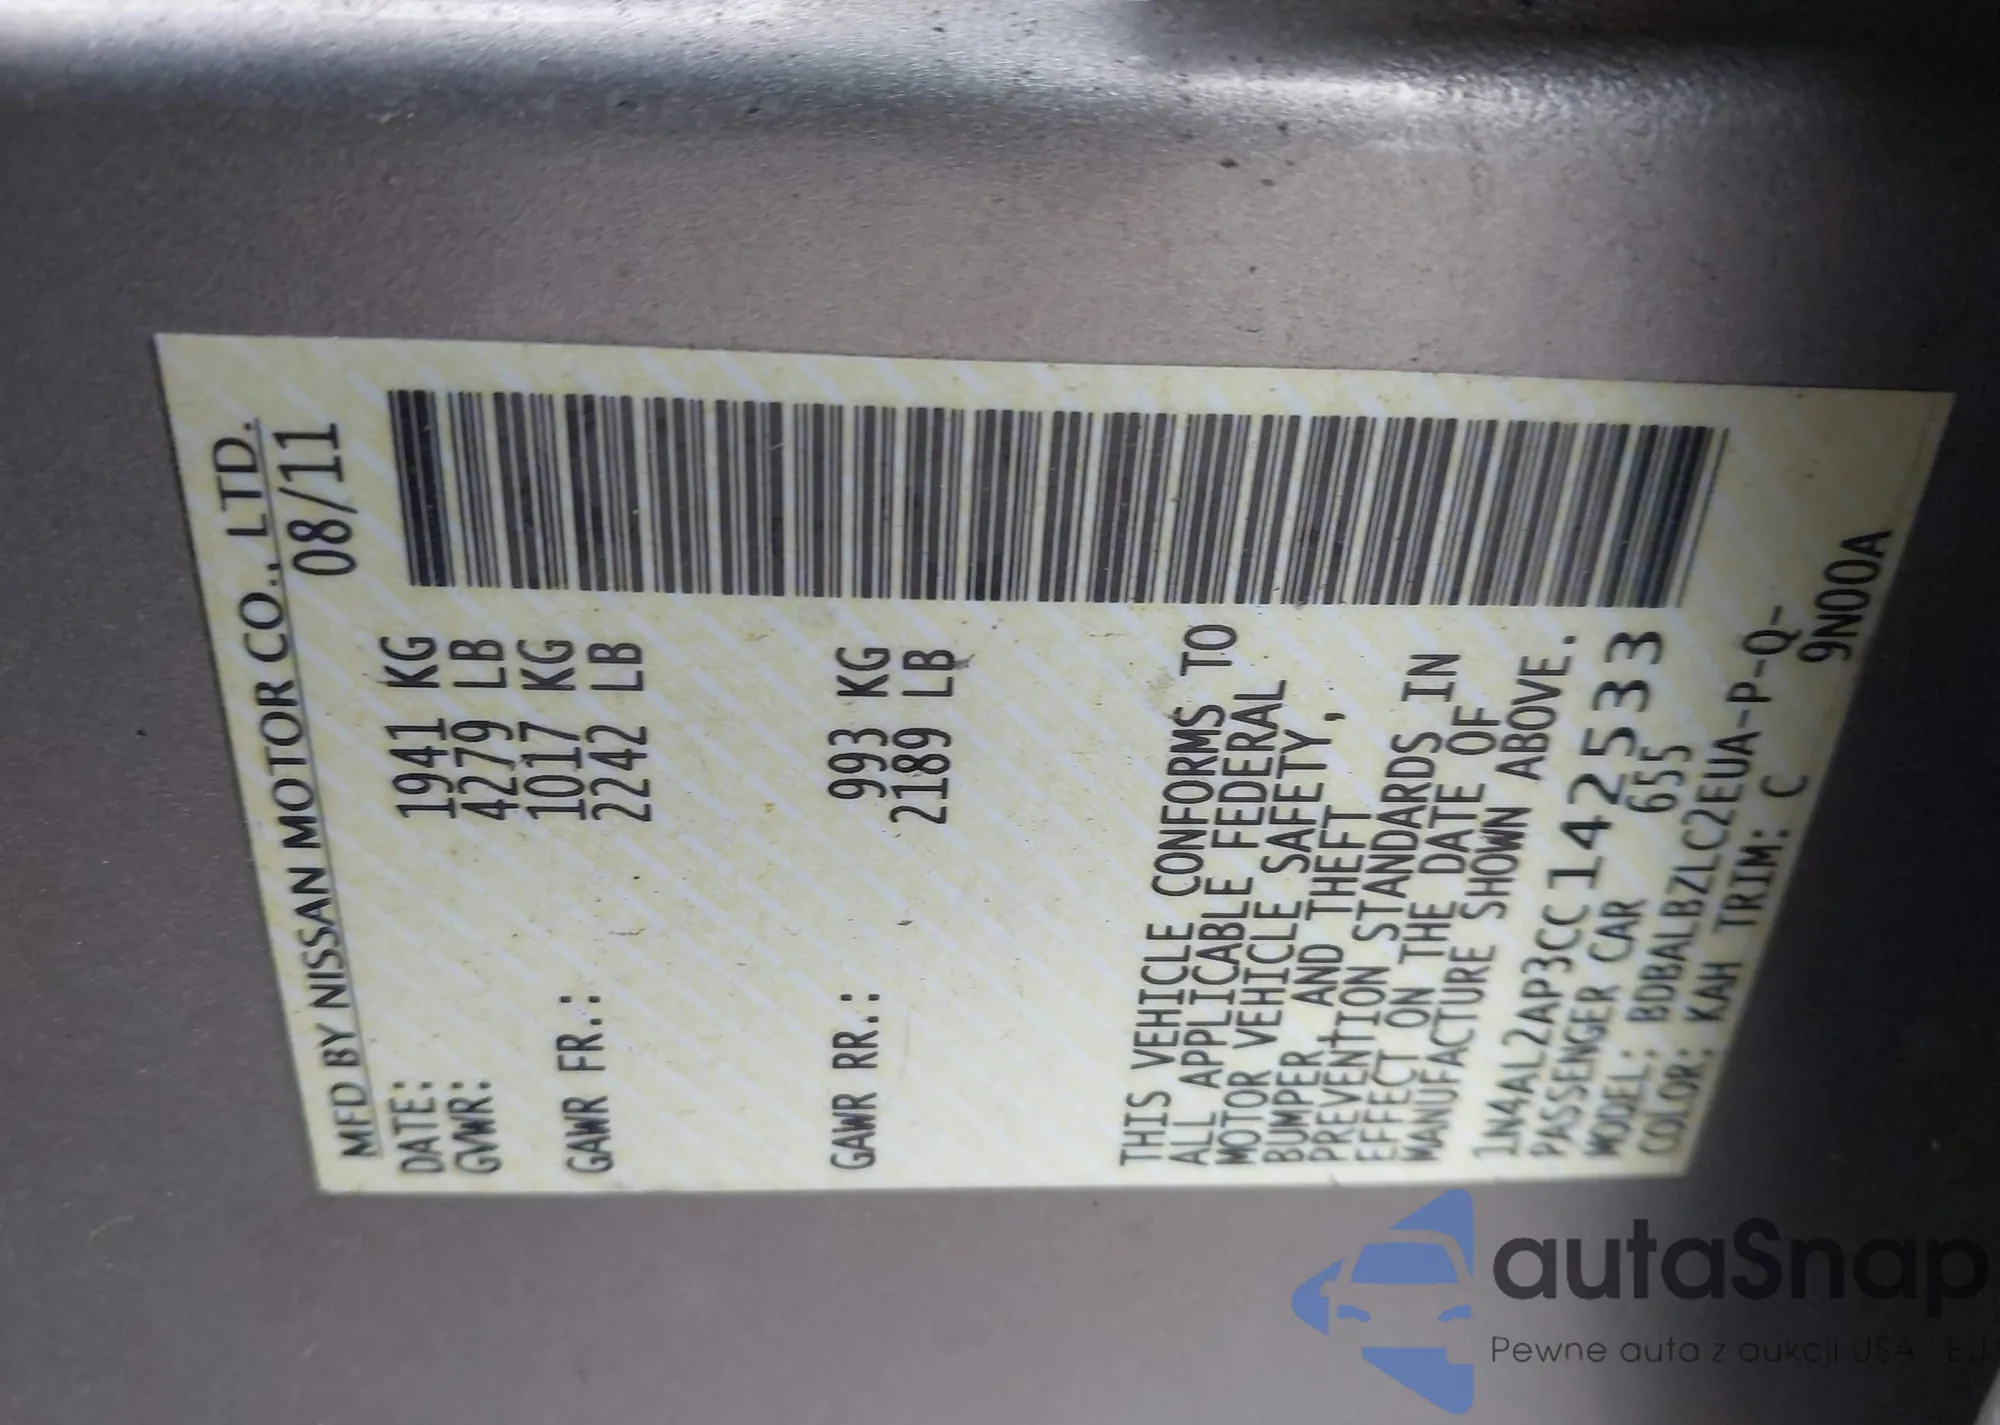 MFD BY NISSAN MOTOR CO., LTD.
DATE: 08/11
GVWR: 1941 KG
4279 LB
GAWR FR.: 1017 KG
2242 LB
GAWR RR.: 993 KG
2189 LB
THIS VEHICLE CONFORMS TO
ALL APPLICABLE FEDERAL
MOTOR VEHICLE SAFETY,
BUMPER AND THEFT
PREVENTION STANDARDS IN
EFFECT ON THE DATE OF
MANUFACTURE SHOWN ABOVE.
1N4AL2AP3CC142533
PASSENGER CAR 655
MODEL: BDBALBZLC2EUA-P-Q-
COLOR: KAH TRIM: C 9N00A
autaSnap
Pewne auta z aukcji USA i EU